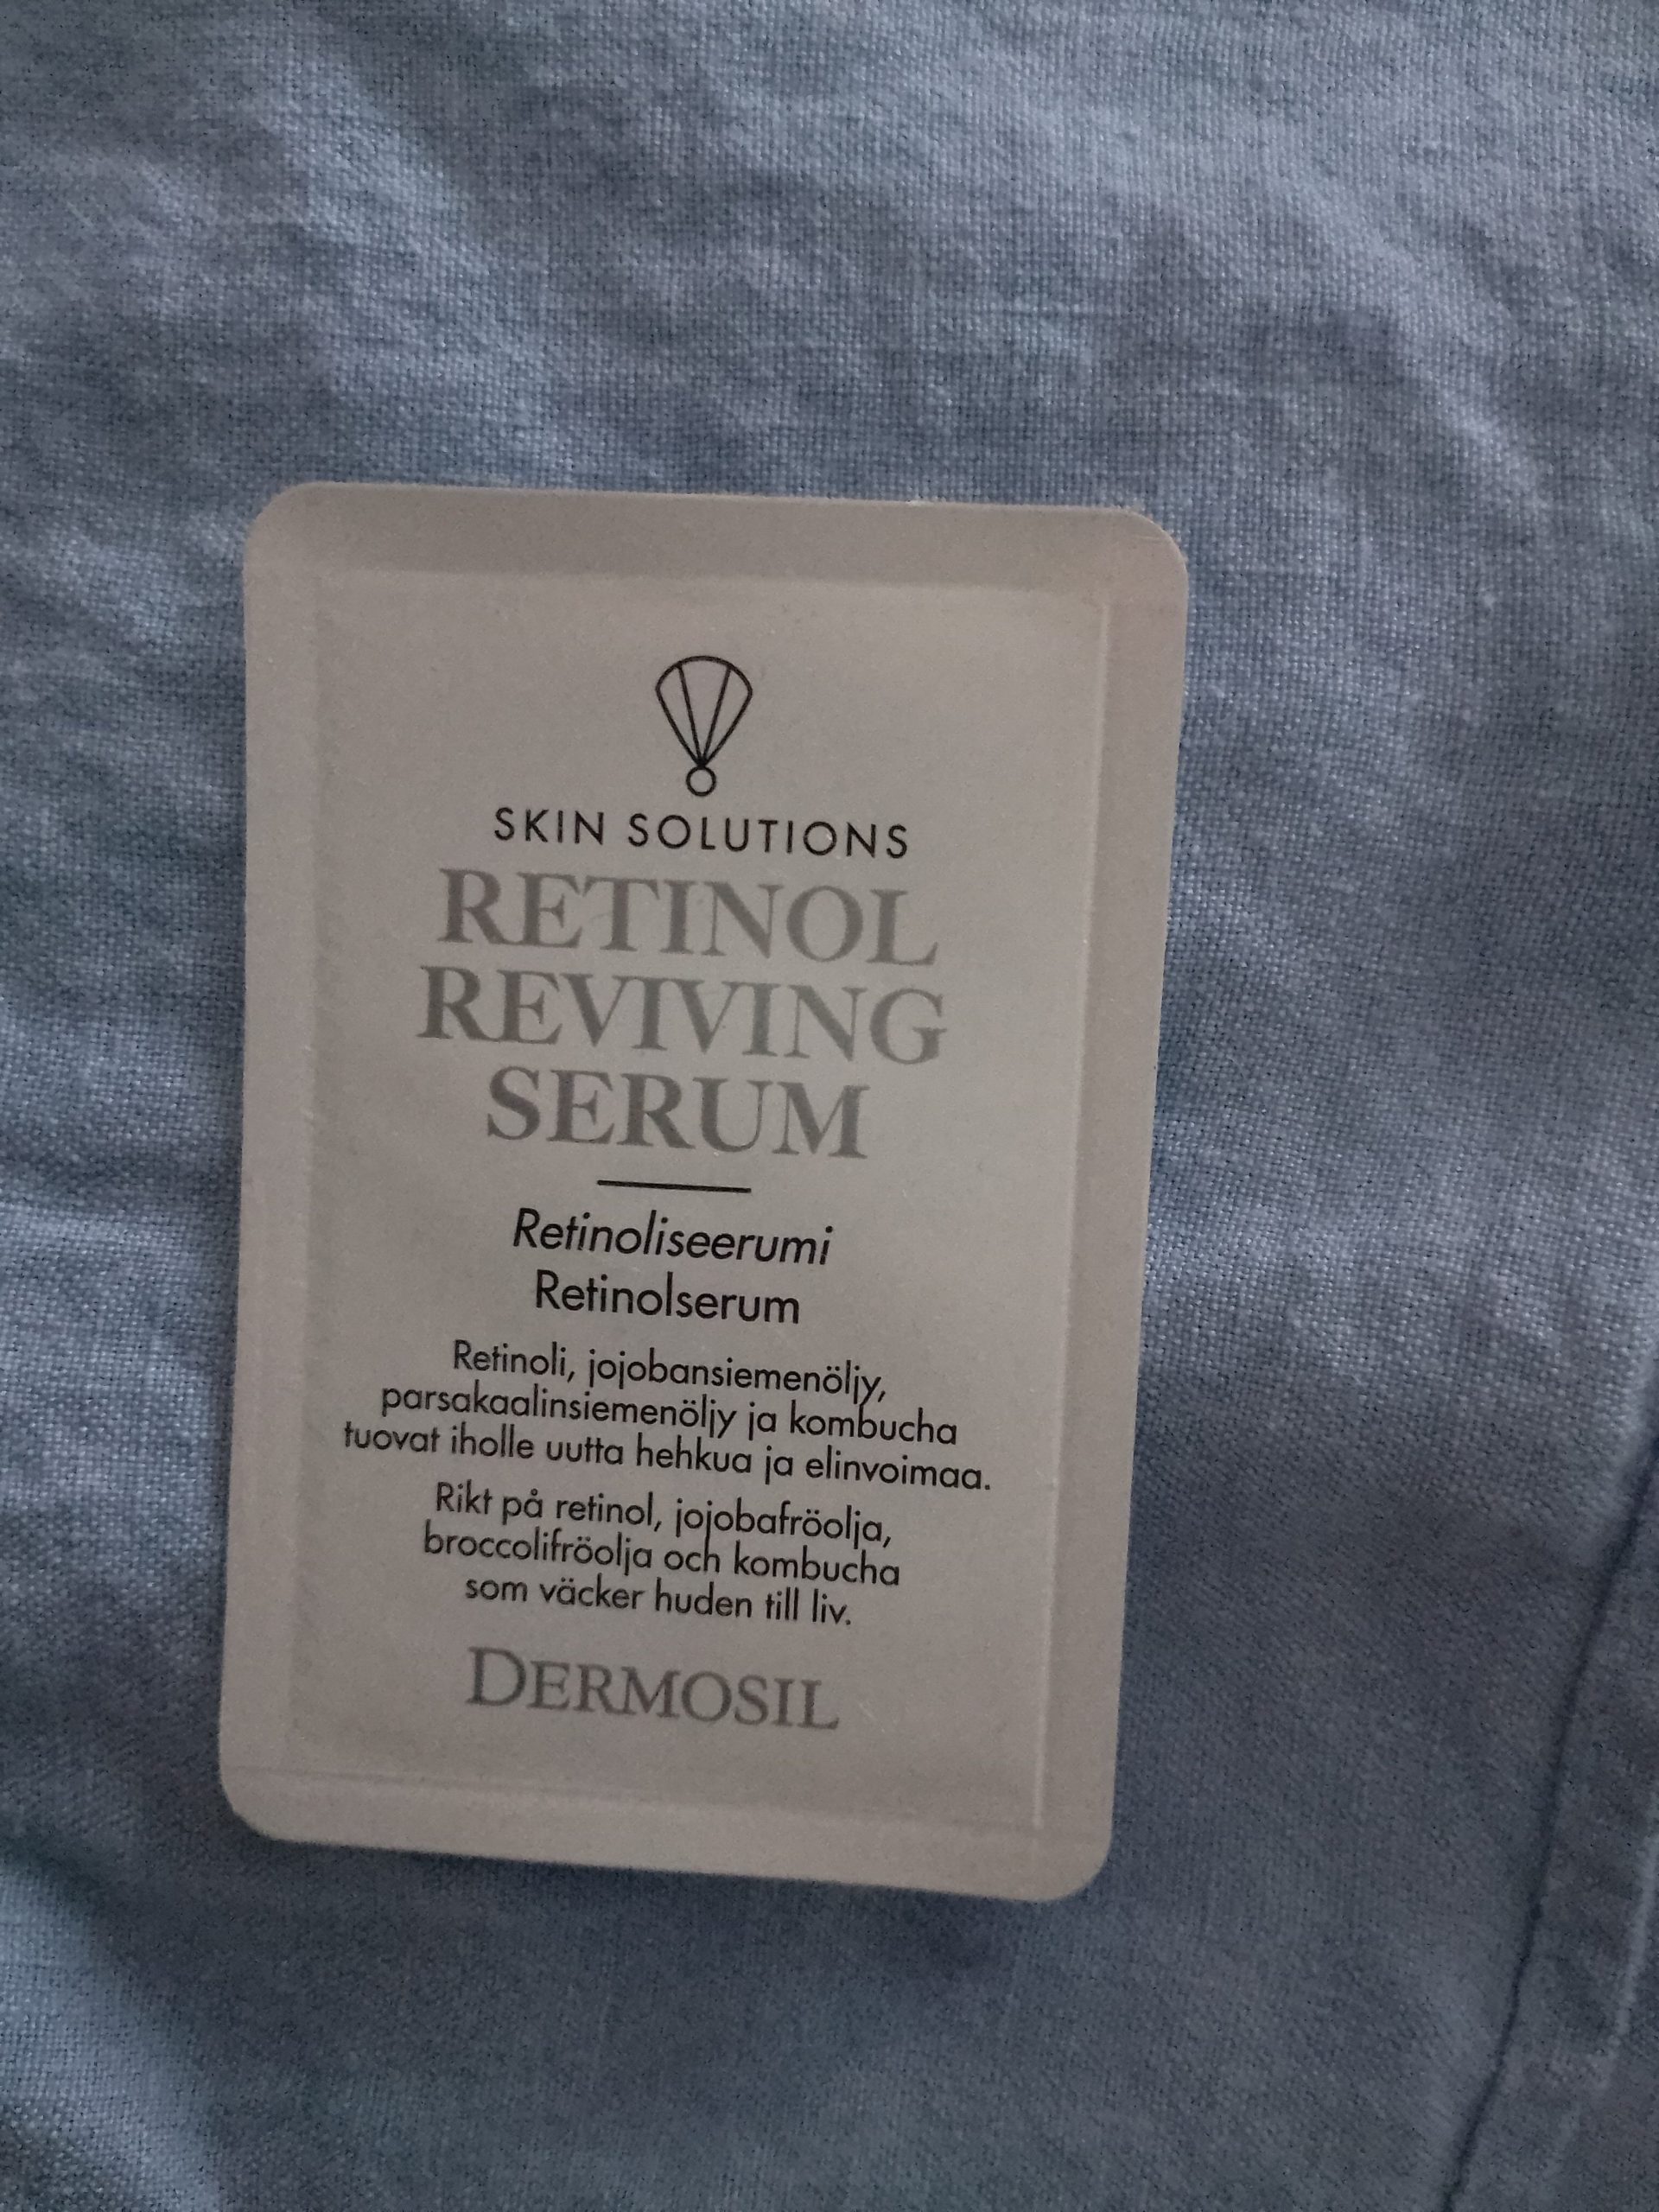 SKIN SOLUTIONS
RETINOL
REVIVING
SERUM
Retinoliseerumi
Retinolserum
Retinoli, jojobansiemenöljy,
parsakaalinsiemenöljy ja kombucha
tuovat iholle uutta hehkua ja elinvoimaa.
Rikt på retinol, jojobafröolja,
broccolifröolja och kombucha
som väcker huden till liv.
DERMOSIL